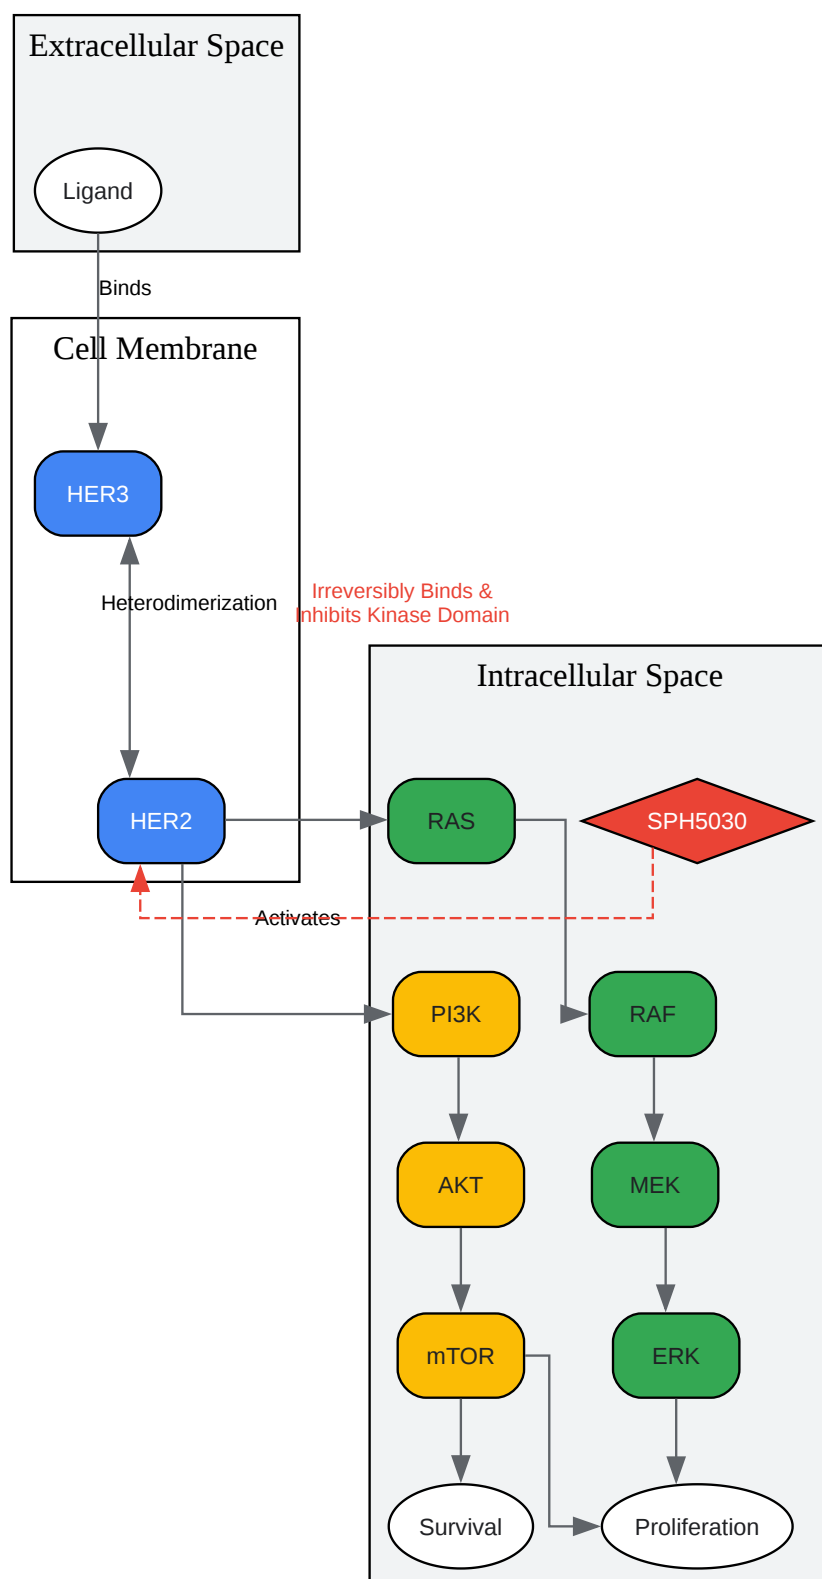 Extracellular Space
Ligand
Binds
Cell Membrane
HER3
Heterodimerization
Irreversibly Binds &
Inhibits Kinase Domain
Intracellular Space
HER2
RAS
SPH5030
Activates
PI3K
RAF
AKT
MEK
mTOR
ERK
Survival
Proliferation